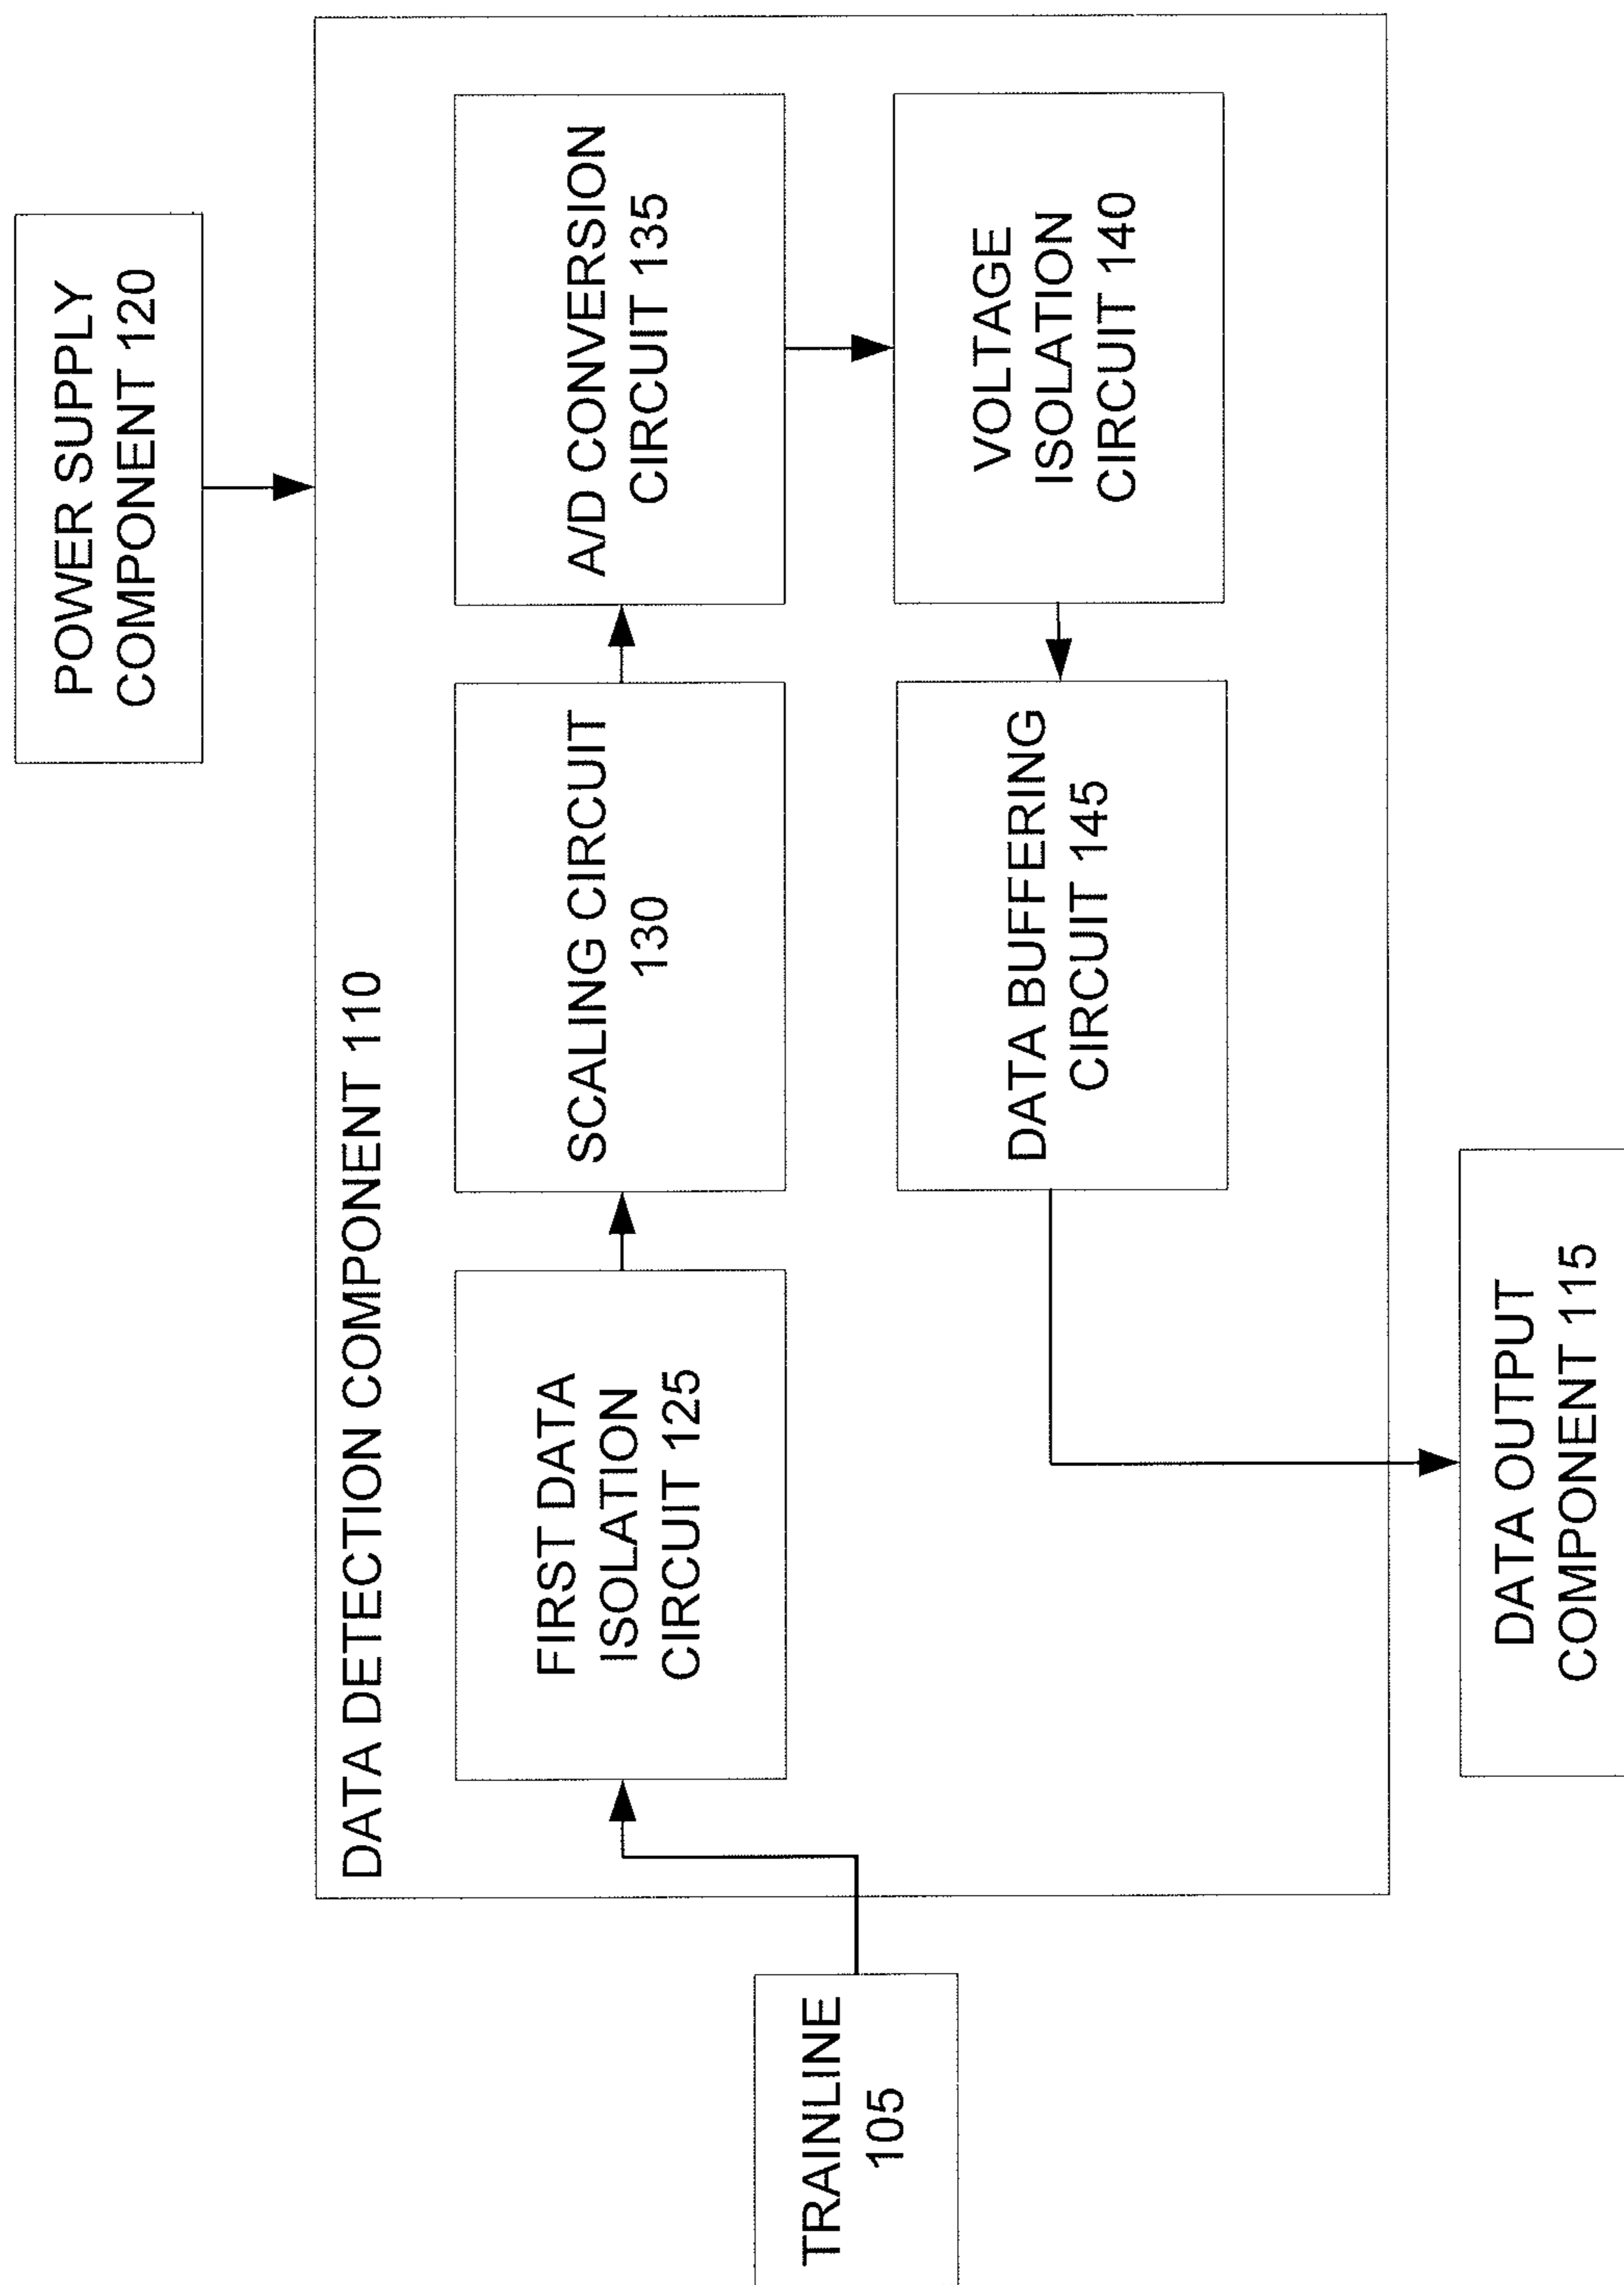 POWER SUPPLY
COMPONENT 120
DATA DETECTION COMPONENT 110
FIRST DATA
ISOLATION
CIRCUIT 125
SCALING CIRCUIT
130
A/D CONVERSION
CIRCUIT 135
VOLTAGE
ISOLATION
CIRCUIT 140
DATA BUFFERING
CIRCUIT 145
TRAINLINE
105
DATA OUTPUT
COMPONENT 115